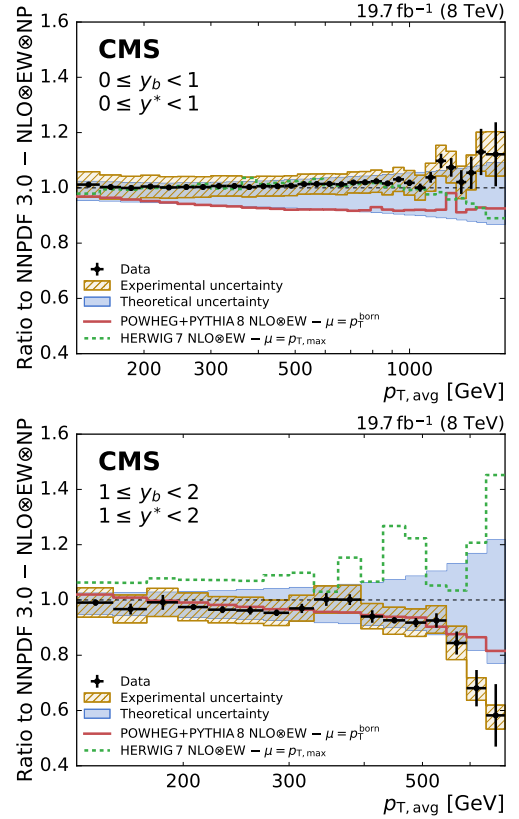 19.7 fb⁻¹ (8 TeV)
Ratio to NNPDF 3.0 − NLO⊗EW⊗NP
1.6
1.4
1.2
1.0
0.8
0.6
0.4
CMS
0 ≤ y_b < 1
0 ≤ y* < 1
Data
Experimental uncertainty
Theoretical uncertainty
POWHEG+PYTHIA 8 NLO⊗EW − μ = p_T^born
HERWIG 7 NLO⊗EW − μ = p_T,max
200 300 500 1000
p_T,avg [GeV]
19.7 fb⁻¹ (8 TeV)
Ratio to NNPDF 3.0 − NLO⊗EW⊗NP
1.6
1.4
1.2
1.0
0.8
0.6
0.4
CMS
1 ≤ y_b < 2
1 ≤ y* < 2
Data
Experimental uncertainty
Theoretical uncertainty
POWHEG+PYTHIA 8 NLO⊗EW − μ = p_T^born
HERWIG 7 NLO⊗EW − μ = p_T,max
200 300 500
p_T,avg [GeV]